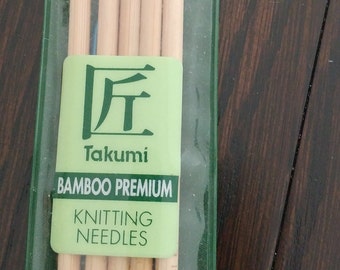 匠
Takumi
BAMBOO PREMIUM
KNITTING
NEEDLES